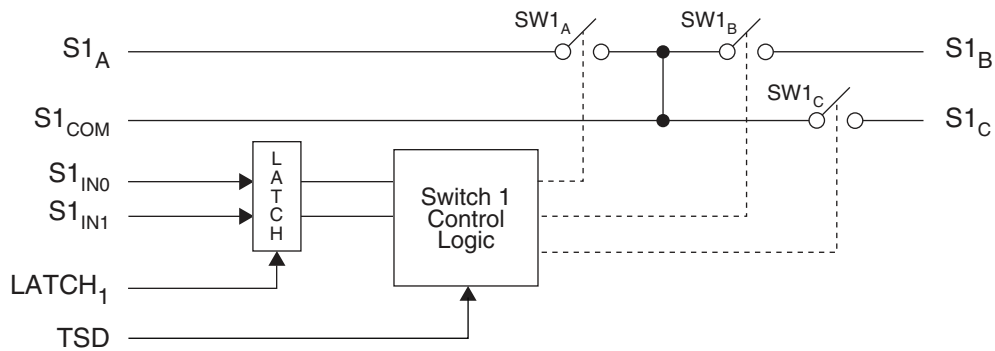 SW1A
SW1B
S1A
S1B
SW1C
S1COM
S1C
S1IN0
S1IN1
LATCH
Switch 1
Control
Logic
LATCH1
TSD